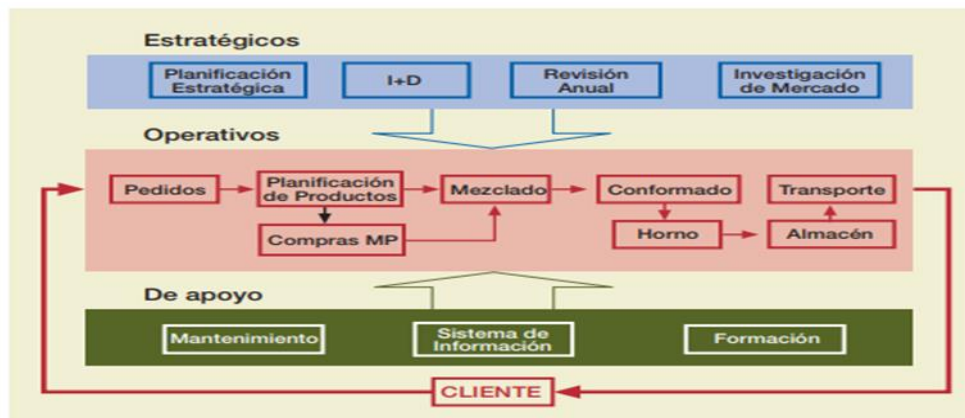 Estratégicos
Planificación
Estratégica
I+D
Revisión
Anual
Investigación
de Mercado
Operativos
Pedidos
Planificación
de Productos
Mezclado
Conformado
Transporte
Compras MP
Horno
Almacén
De apoyo
Mantenimiento
Sistema de
Información
Formación
CLIENTE